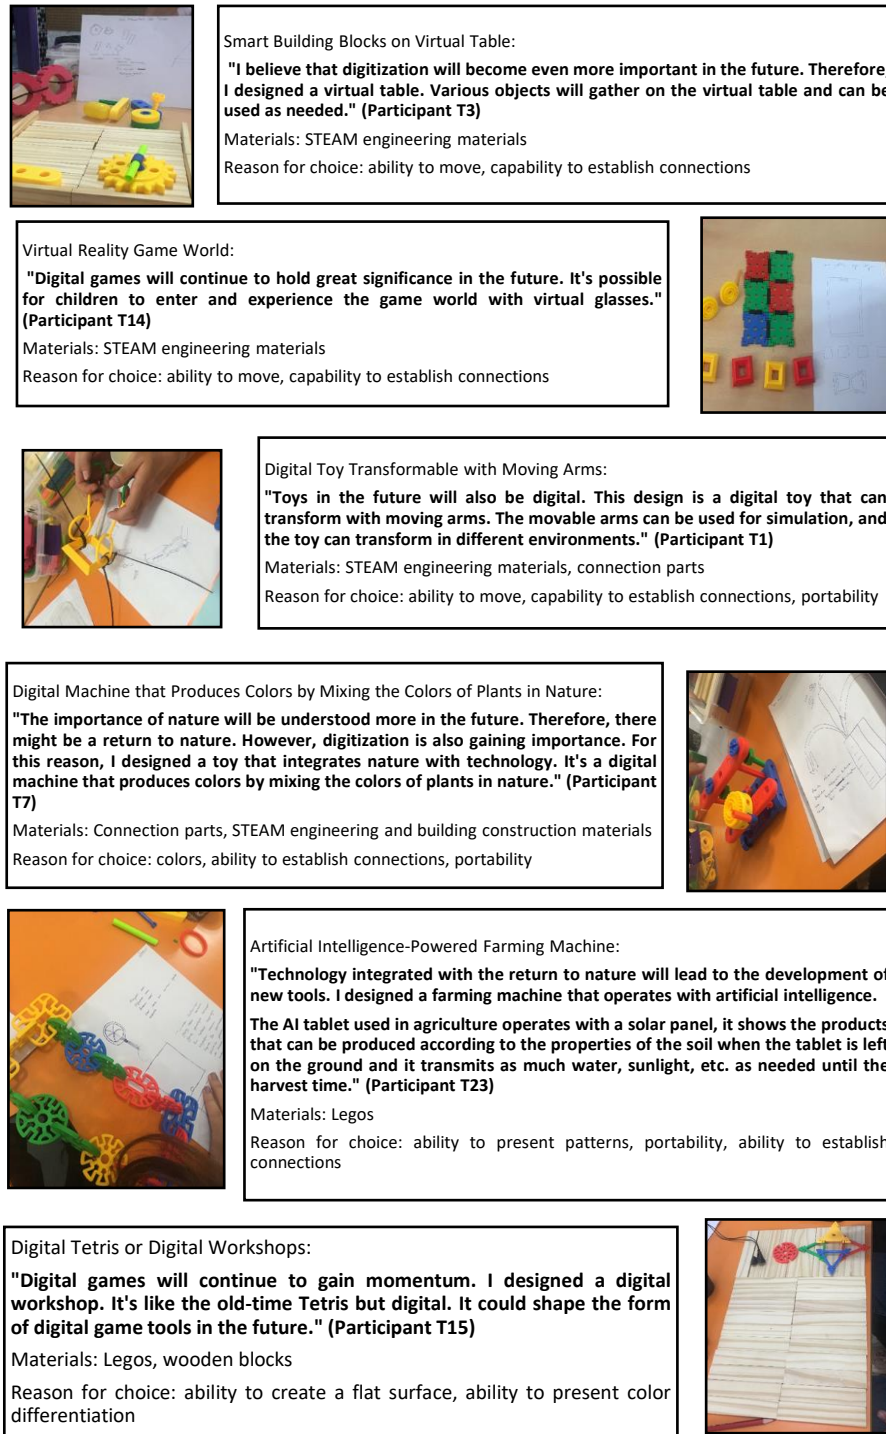 Smart Building Blocks on Virtual Table:
"I believe that digitization will become even more important in the future. Therefore,
I designed a virtual table. Various objects will gather on the virtual table and can be
used as needed." (Participant T3)
Materials: STEAM engineering materials
Reason for choice: ability to move, capability to establish connections
Virtual Reality Game World:
"Digital games will continue to hold great significance in the future. It's possible
for children to enter and experience the game world with virtual glasses."
(Participant T14)
Materials: STEAM engineering materials
Reason for choice: ability to move, capability to establish connections
Digital Toy Transformable with Moving Arms:
"Toys in the future will also be digital. This design is a digital toy that can
transform with moving arms. The movable arms can be used for simulation, and
the toy can transform in different environments." (Participant T1)
Materials: STEAM engineering materials, connection parts
Reason for choice: ability to move, capability to establish connections, portability
Digital Machine that Produces Colors by Mixing the Colors of Plants in Nature:
"The importance of nature will be understood more in the future. Therefore, there
might be a return to nature. However, digitization is also gaining importance. For
this reason, I designed a toy that integrates nature with technology. It's a digital
machine that produces colors by mixing the colors of plants in nature." (Participant
T7)
Materials: Connection parts, STEAM engineering and building construction materials
Reason for choice: colors, ability to establish connections, portability
Artificial Intelligence-Powered Farming Machine:
"Technology integrated with the return to nature will lead to the development of
new tools. I designed a farming machine that operates with artificial intelligence.
The AI tablet used in agriculture operates with a solar panel, it shows the products
that can be produced according to the properties of the soil when the tablet is left
on the ground and it transmits as much water, sunlight, etc. as needed until the
harvest time." (Participant T23)
Materials: Legos
Reason for choice: ability to present patterns, portability, ability to establish
connections
Digital Tetris or Digital Workshops:
"Digital games will continue to gain momentum. I designed a digital
workshop. It's like the old-time Tetris but digital. It could shape the form
of digital game tools in the future." (Participant T15)
Materials: Legos, wooden blocks
Reason for choice: ability to create a flat surface, ability to present color
differentiation